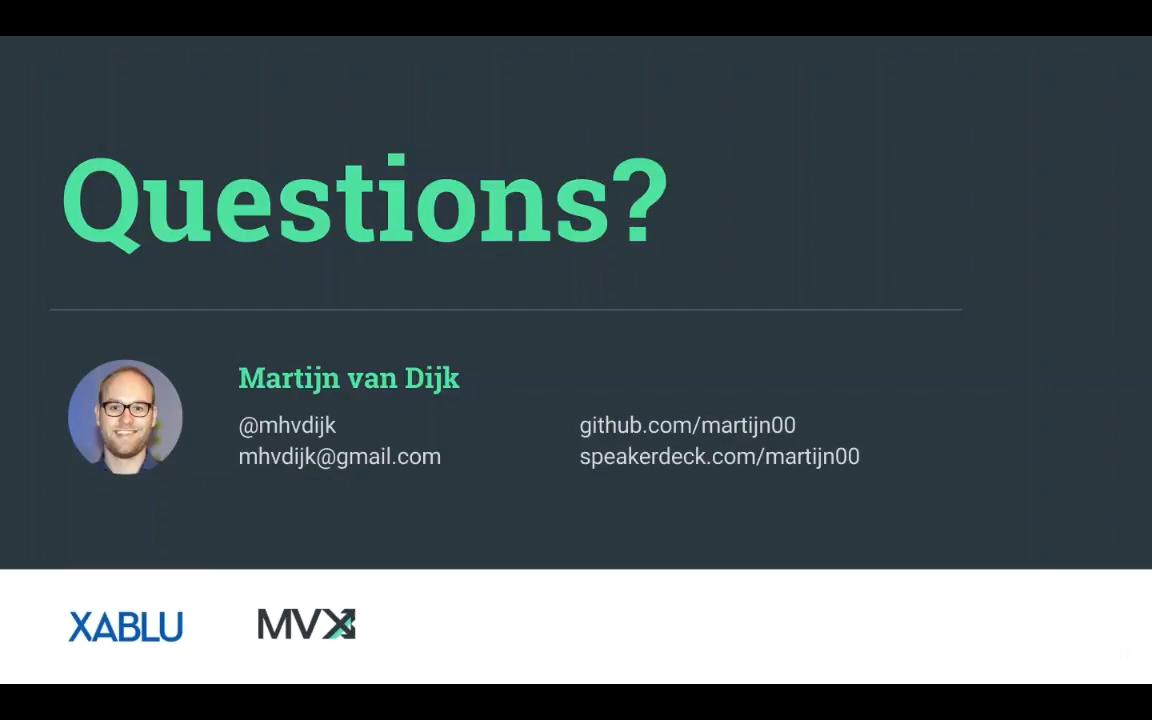 Questions?
Martijn van Dijk
@mhvdijk
mhvdijk@gmail.com
github.com/martijn00
speakerdeck.com/martijn00
XABLU
MVX